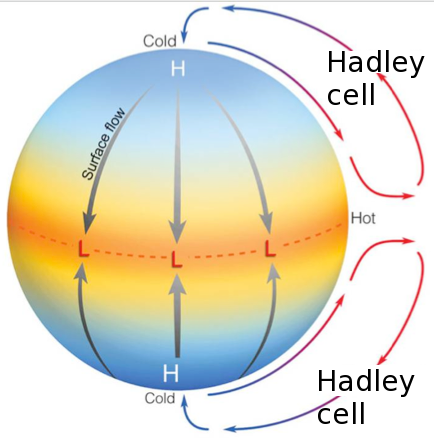 Cold
H
Hadley
cell
Surface flow
Hot
L
L
L
H
Hadley
cell
Cold